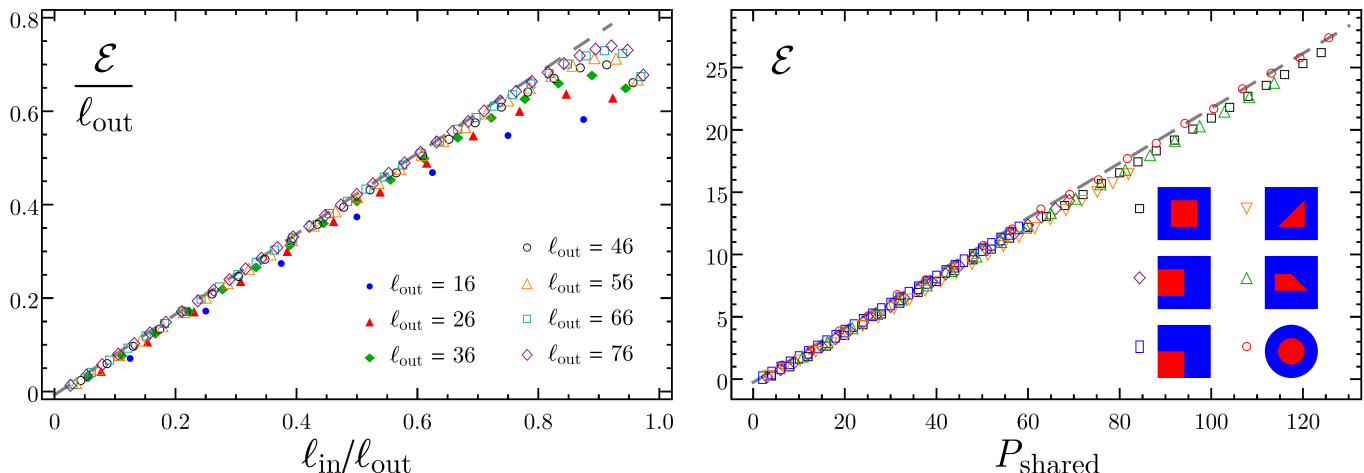 0.8
0.6
0.4
0.2
0
ℰ
ℓout
ℓout = 16
ℓout = 26
ℓout = 36
ℓout = 46
ℓout = 56
ℓout = 66
ℓout = 76
0 0.2 0.4 0.6 0.8 1.0
ℓin/ℓout
25
20
15
10
5
0
ℰ
0 20 40 60 80 100 120
Pshared